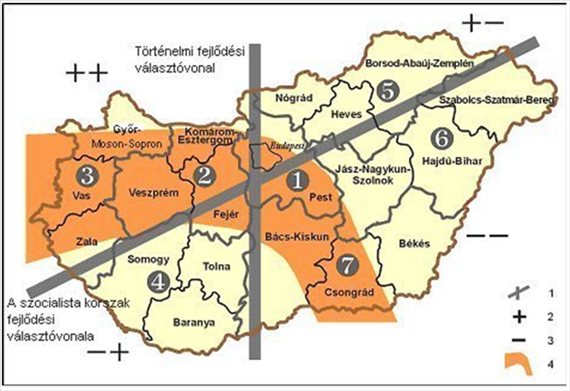 Történelmi fejlődési
választóvonal
+ −
+ +
Borsod-Abaúj-Zemplén
Nógrád
5
Szabolcs-Szatmár-Bereg
Heves
Győr-
Moson-Sopron
Komárom-
Esztergom
Budapest
6
Hajdú-Bihar
3
2
1
Jász-Nagykun-
Szolnok
Vas
Veszprém
Pest
Fejér
Zala
Bács-Kiskun
− −
Békés
Somogy
Tolna
7
4
Csongrád
A szocialista korszak
fejlődési
választóvonala
Baranya
− +
1
+ 2
− 3
4